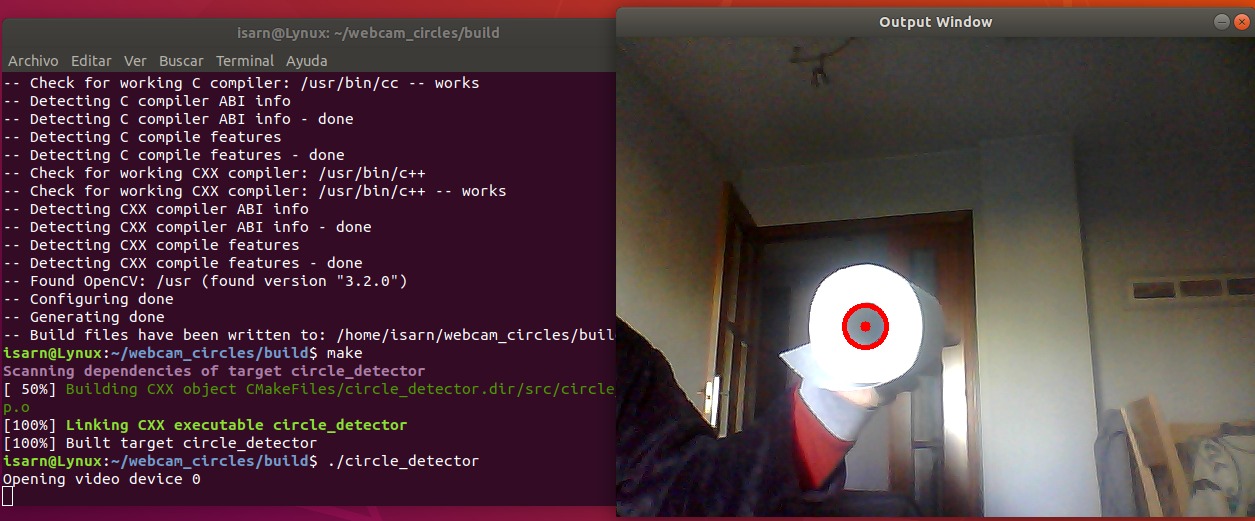 isarn@Lynux: ~/webcam_circles/build
Archivo Editar Ver Buscar Terminal Ayuda
-- Check for working C compiler: /usr/bin/cc -- works
-- Detecting C compiler ABI info
-- Detecting C compiler ABI info - done
-- Detecting C compile features
-- Detecting C compile features - done
-- Check for working CXX compiler: /usr/bin/c++
-- Check for working CXX compiler: /usr/bin/c++ -- works
-- Detecting CXX compiler ABI info
-- Detecting CXX compiler ABI info - done
-- Detecting CXX compile features
-- Detecting CXX compile features - done
-- Found OpenCV: /usr (found version "3.2.0")
-- Configuring done
-- Generating done
-- Build files have been written to: /home/isarn/webcam_circles/buil
isarn@Lynux:~/webcam_circles/build$ make
Scanning dependencies of target circle_detector
[ 50%] Building CXX object CMakeFiles/circle_detector.dir/src/circle_
p.o
[100%] Linking CXX executable circle_detector
[100%] Built target circle_detector
isarn@Lynux:~/webcam_circles/build$ ./circle_detector
Opening video device 0
Output Window